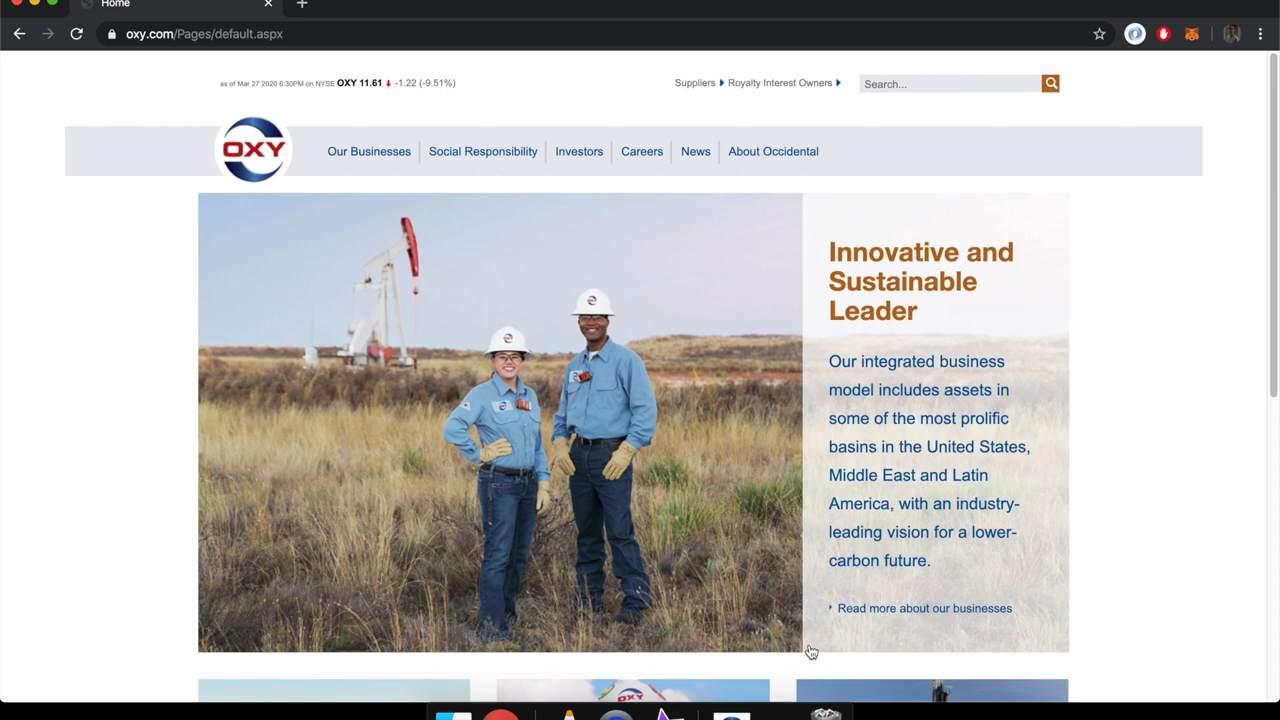 Home
oxy.com/Pages/default.aspx
as of Mar 27 2020 6:30PM on NYSE OXY 11.61 -1.22 (-9.51%)
Suppliers Royalty Interest Owners
Search...
OXY
Our Businesses Social Responsibility Investors Careers News About Occidental
Innovative and
Sustainable
Leader
Our integrated business
model includes assets in
some of the most prolific
basins in the United States,
Middle East and Latin
America, with an industry-
leading vision for a lower-
carbon future.
Read more about our businesses
OXY